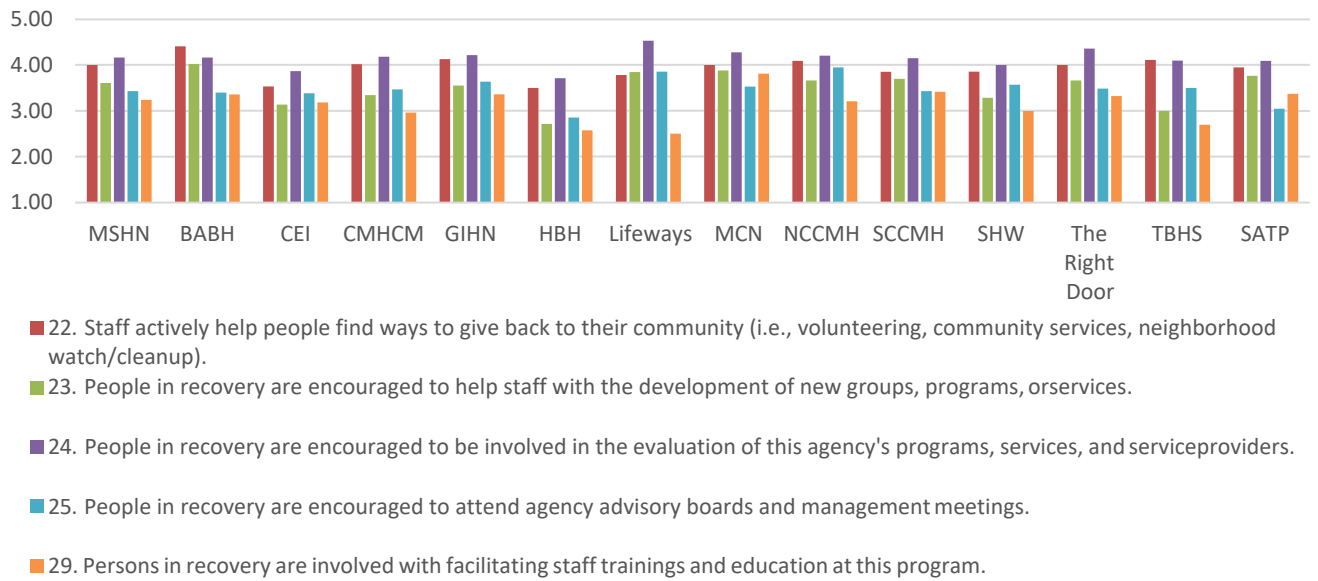 5.00
4.00
3.00
2.00
1.00
MSHN BABH CEI CMHCM GIHN HBH Lifeways MCN NCCMH SCCMH SHW The TBHS SATP
Right
Door
22. Staff actively help people find ways to give back to their community (i.e., volunteering, community services, neighborhood
watch/cleanup).
23. People in recovery are encouraged to help staff with the development of new groups, programs, orservices.
24. People in recovery are encouraged to be involved in the evaluation of this agency's programs, services, and serviceproviders.
25. People in recovery are encouraged to attend agency advisory boards and management meetings.
29. Persons in recovery are involved with facilitating staff trainings and education at this program.